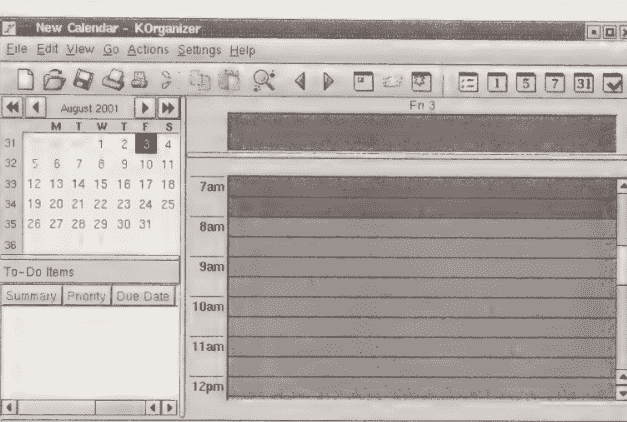 New Calendar - KOrganizer
File Edit View Go Actions Settings Help
1 5 7 31
August 2001
Fri 3
M T W T F S
31 1 2 3 4
32 5 6 7 8 9 10 11
33 12 13 14 15 16 17 18
34 19 20 21 22 23 24 25
35 26 27 28 29 30 31
36
To-Do Items
Summary Priority Due Date
7am
8am
9am
10am
11am
12pm